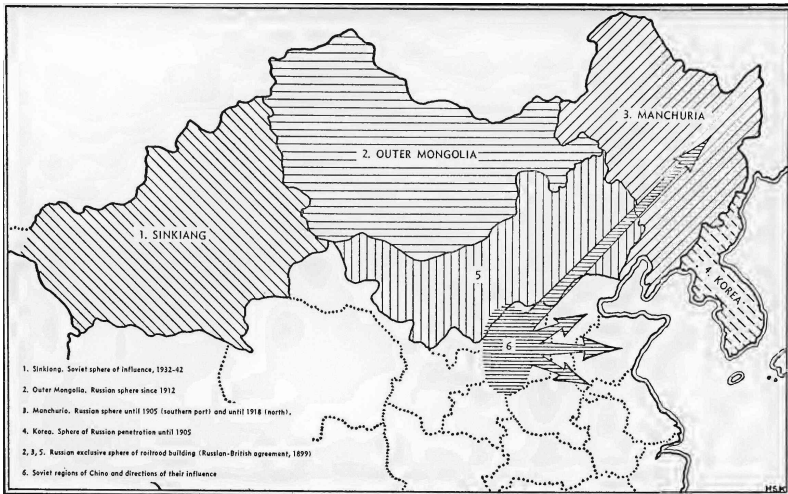 3. MANCHURIA
2. OUTER MONGOLIA
1. SINKIANG
4. KOREA
5
6
1. Sinkiang. Soviet sphere of influence, 1932-42
2. Outer Mongolia. Russian sphere since 1912
3. Manchuria. Russian sphere until 1905 (southern part) and until 1918 (north).
4. Korea. Sphere of Russian penetration until 1905
2, 3, 5. Russian exclusive sphere of railroad building (Russian-British agreement, 1899)
6. Soviet regions of China and directions of their influence
H.S.K.